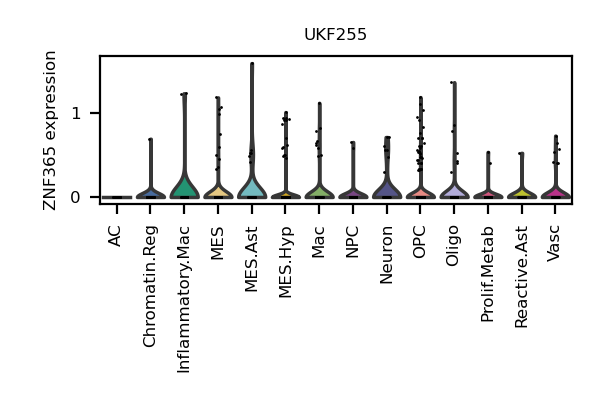 UKF255
ZNF365 expression
1
0
AC
Chromatin.Reg
Inflammatory.Mac
MES
MES.Ast
MES.Hyp
Mac
NPC
Neuron
OPC
Oligo
Prolif.Metab
Reactive.Ast
Vasc